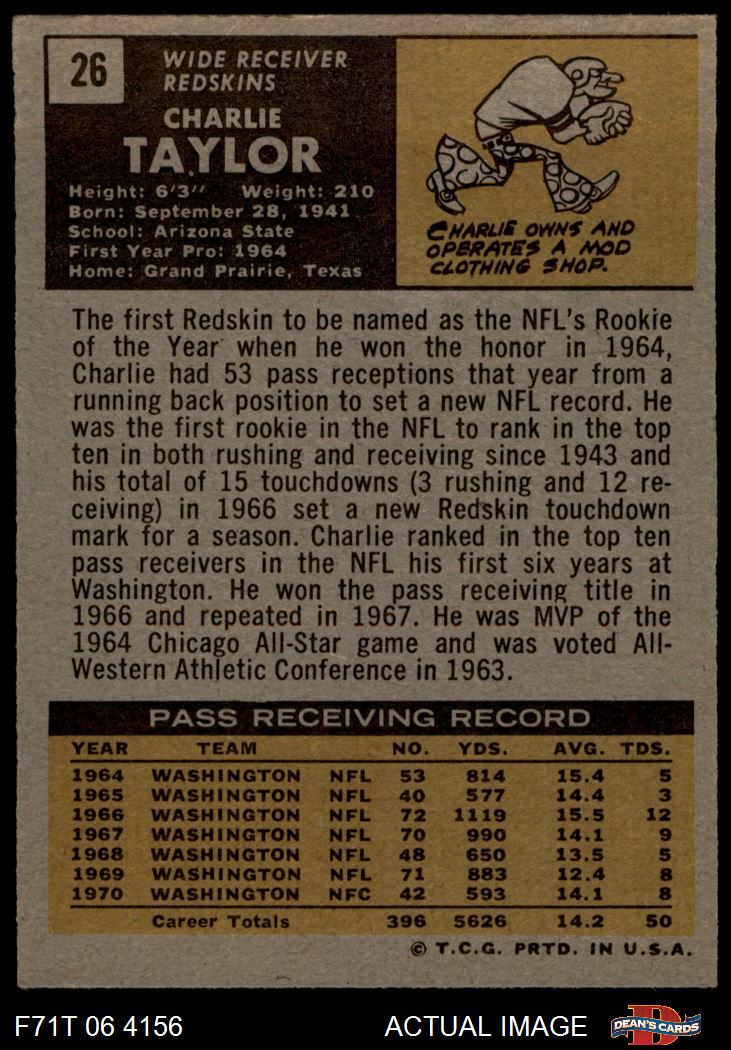 26
WIDE RECEIVER
REDSKINS
CHARLIE
TAYLOR
Height: 6'3" Weight: 210
Born: September 28, 1941
School: Arizona State
First Year Pro: 1964
Home: Grand Prairie, Texas
CHARLIE OWNS AND
OPERATES A MOD
CLOTHING SHOP.
The first Redskin to be named as the NFL's Rookie
of the Year when he won the honor in 1964,
Charlie had 53 pass receptions that year from a
running back position to set a new NFL record. He
was the first rookie in the NFL to rank in the top
ten in both rushing and receiving since 1943 and
his total of 15 touchdowns (3 rushing and 12 re-
ceiving) in 1966 set a new Redskin touchdown
mark for a season. Charlie ranked in the top ten
pass receivers in the NFL his first six years at
Washington. He won the pass receiving title in
1966 and repeated in 1967. He was MVP of the
1964 Chicago All-Star game and was voted All-
Western Athletic Conference in 1963.
PASS RECEIVING RECORD
YEAR TEAM NO. YDS. AVG. TDS.
1964 WASHINGTON NFL 53 814 15.4 5
1965 WASHINGTON NFL 40 577 14.4 3
1966 WASHINGTON NFL 72 1119 15.5 12
1967 WASHINGTON NFL 70 990 14.1 9
1968 WASHINGTON NFL 48 650 13.5 5
1969 WASHINGTON NFL 71 883 12.4 8
1970 WASHINGTON NFC 42 593 14.1 8
Career Totals 396 5626 14.2 50
© T.C.G. PRTD. IN U.S.A.
F71T 06 4156 ACTUAL IMAGE D DEAN'S CARDS